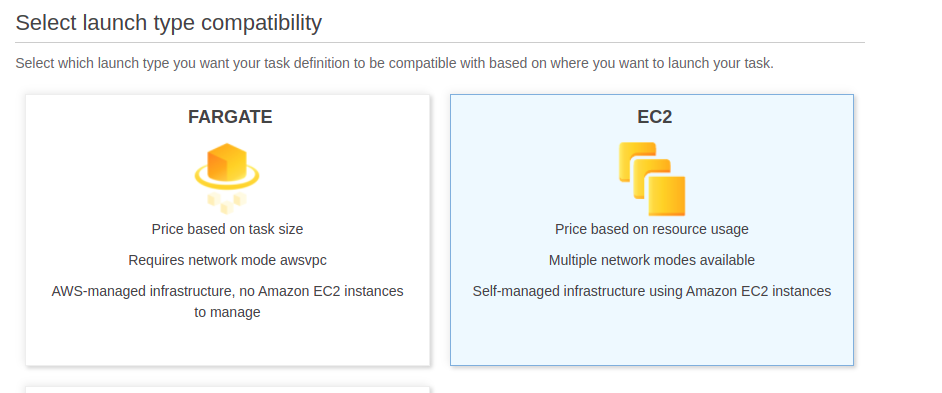 Select launch type compatibility
Select which launch type you want your task definition to be compatible with based on where you want to launch your task.
FARGATE
Price based on task size
Requires network mode awsvpc
AWS-managed infrastructure, no Amazon EC2 instances
to manage
EC2
Price based on resource usage
Multiple network modes available
Self-managed infrastructure using Amazon EC2 instances